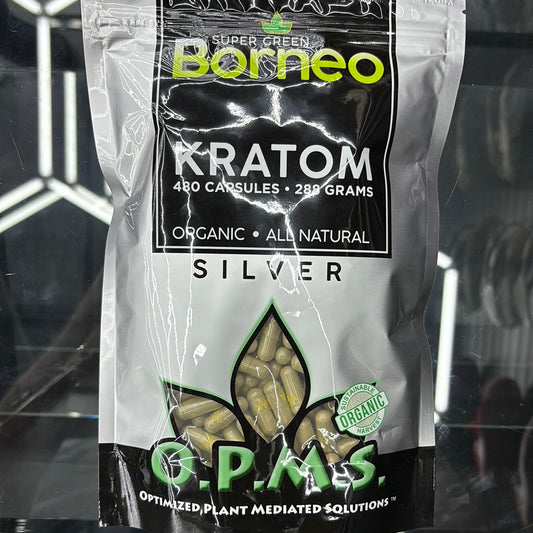 SUPER GREEN
Borneo
KRATOM
480 CAPSULES • 288 GRAMS
ORGANIC • ALL NATURAL
SILVER
SUSTAINABLE
ORGANIC
HARVEST
O.P.M.S.
OPTIMIZED PLANT MEDIATED SOLUTIONS™